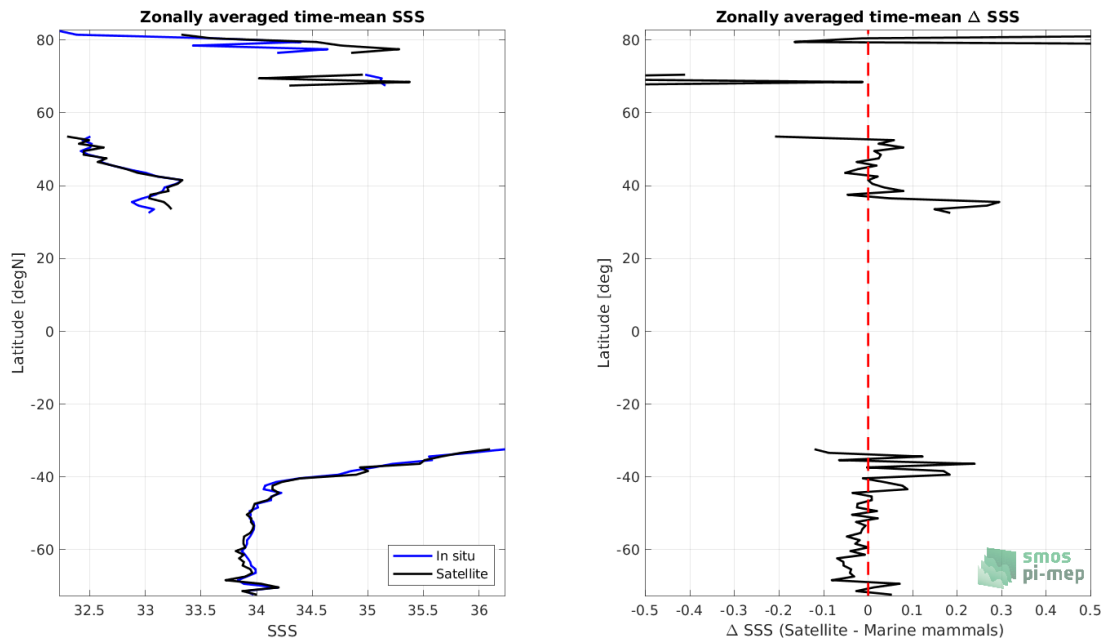 Zonally averaged time-mean SSS
80
60
40
20
0
-20
-40
-60
Latitude [degN]
32.5 33 33.5 34 34.5 35 35.5 36
SSS
In situ
Satellite
Zonally averaged time-mean Δ SSS
80
60
40
20
0
-20
-40
-60
Latitude [deg]
-0.5 -0.4 -0.3 -0.2 -0.1 0 0.1 0.2 0.3 0.4 0.5
Δ SSS (Satellite - Marine mammals)
smos
pi-mep